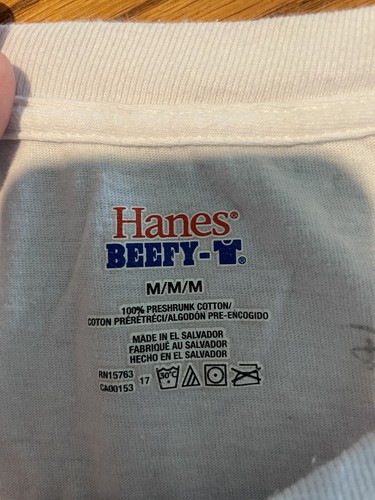 Hanes®
BEEFY-T®
M/M/M
100% PRESHRUNK COTTON/
COTON PRÉRÉTRÉCI/ALGODÓN PRE-ENCOGIDO
MADE IN EL SALVADOR
FABRIQUÉ AU SALVADOR
HECHO EN EL SALVADOR
RN15763
CA00153 17 30°C